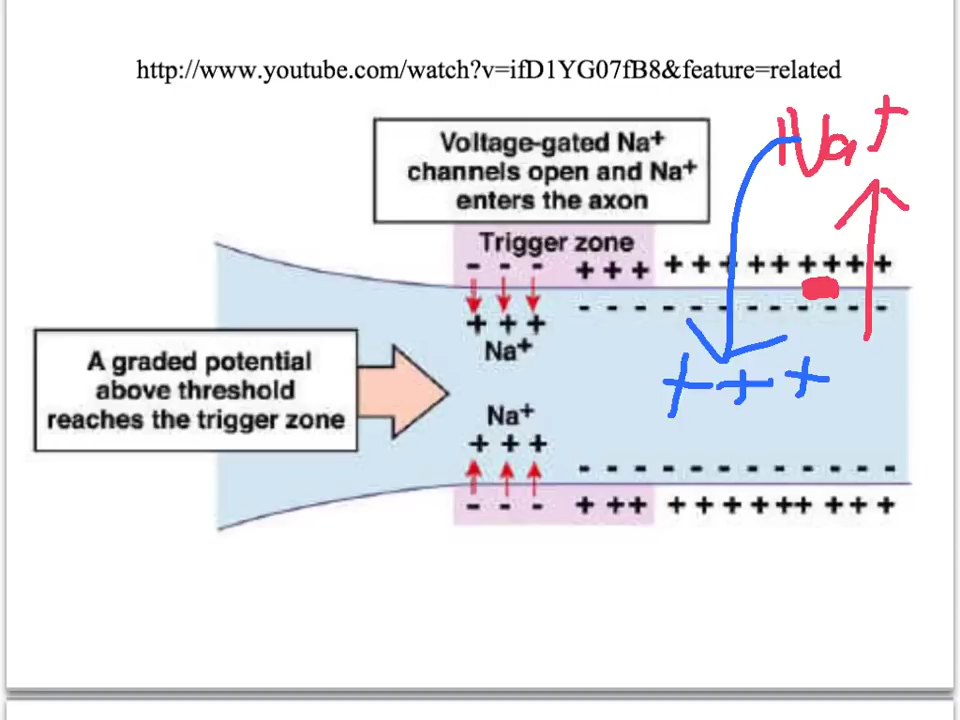 http://www.youtube.com/watch?v=ifD1YG07fB8&feature=related
Voltage-gated Na+
channels open and Na+
enters the axon
Na+
Trigger zone
- - - + + + + + + + + + + + + +
- - - - - - - - - - - -
+ + +
Na+
A graded potential
above threshold
reaches the trigger zone
+ + +
Na+
+ + +
- - - - - - - - - - - -
- - - + + + + + + + + + + + +